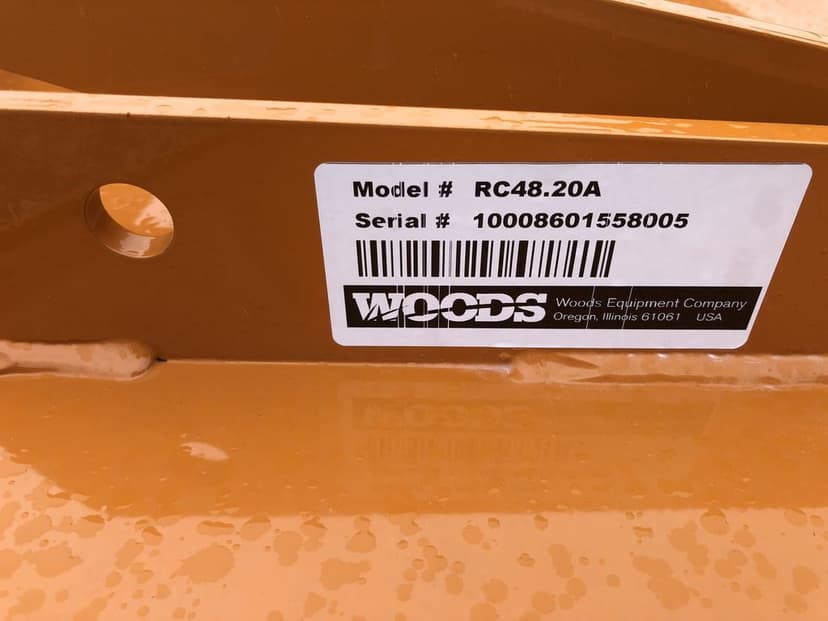 Model # RC48.20A
Serial # 10008601558005
WOODS
Woods Equipment Company
Oregon, Illinois 61061 USA